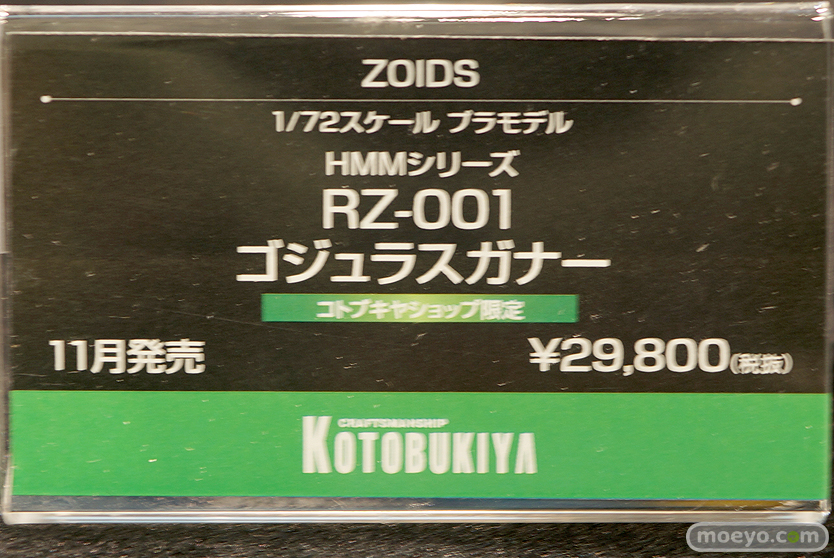 ZOIDS
1/72スケール プラモデル
HMMシリーズ
RZ-001
ゴジュラスガナー
コトブキヤショップ限定
11月発売
¥29,800(税抜)
CRAFTSMANSHIP
KOTOBUKIYA
moeyo.com